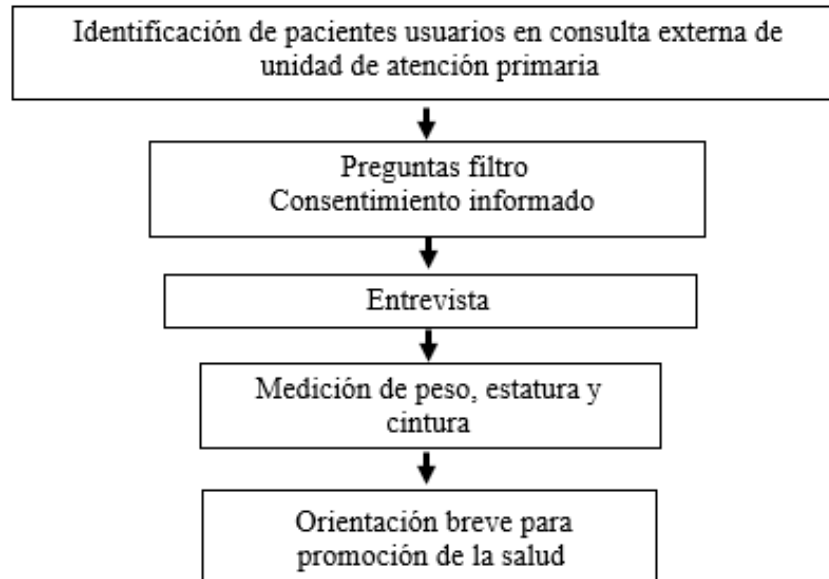 Identificación de pacientes usuarios en consulta externa de
unidad de atención primaria
Preguntas filtro
Consentimiento informado
Entrevista
Medición de peso, estatura y
cintura
Orientación breve para
promoción de la salud